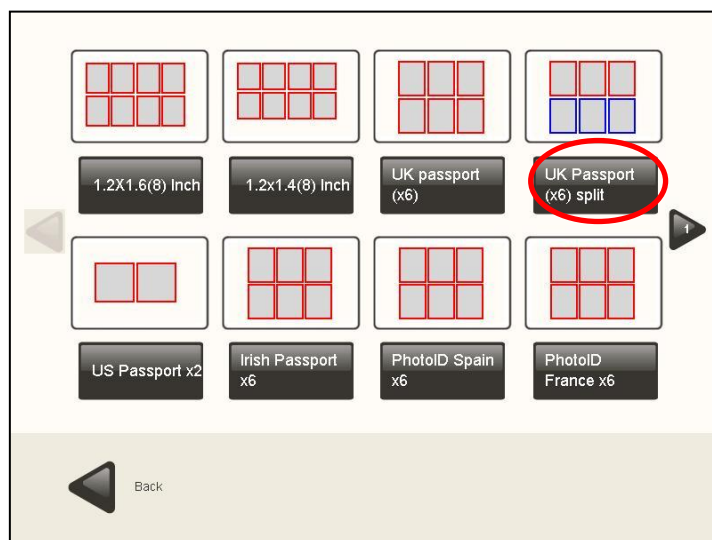 1.2X1.6(8) Inch
1.2x1.4(8) Inch
UK passport
(x6)
UK Passport
(x6) split
1
US Passport x2
Irish Passport
x6
PhotoID Spain
x6
PhotoID
France x6
Back